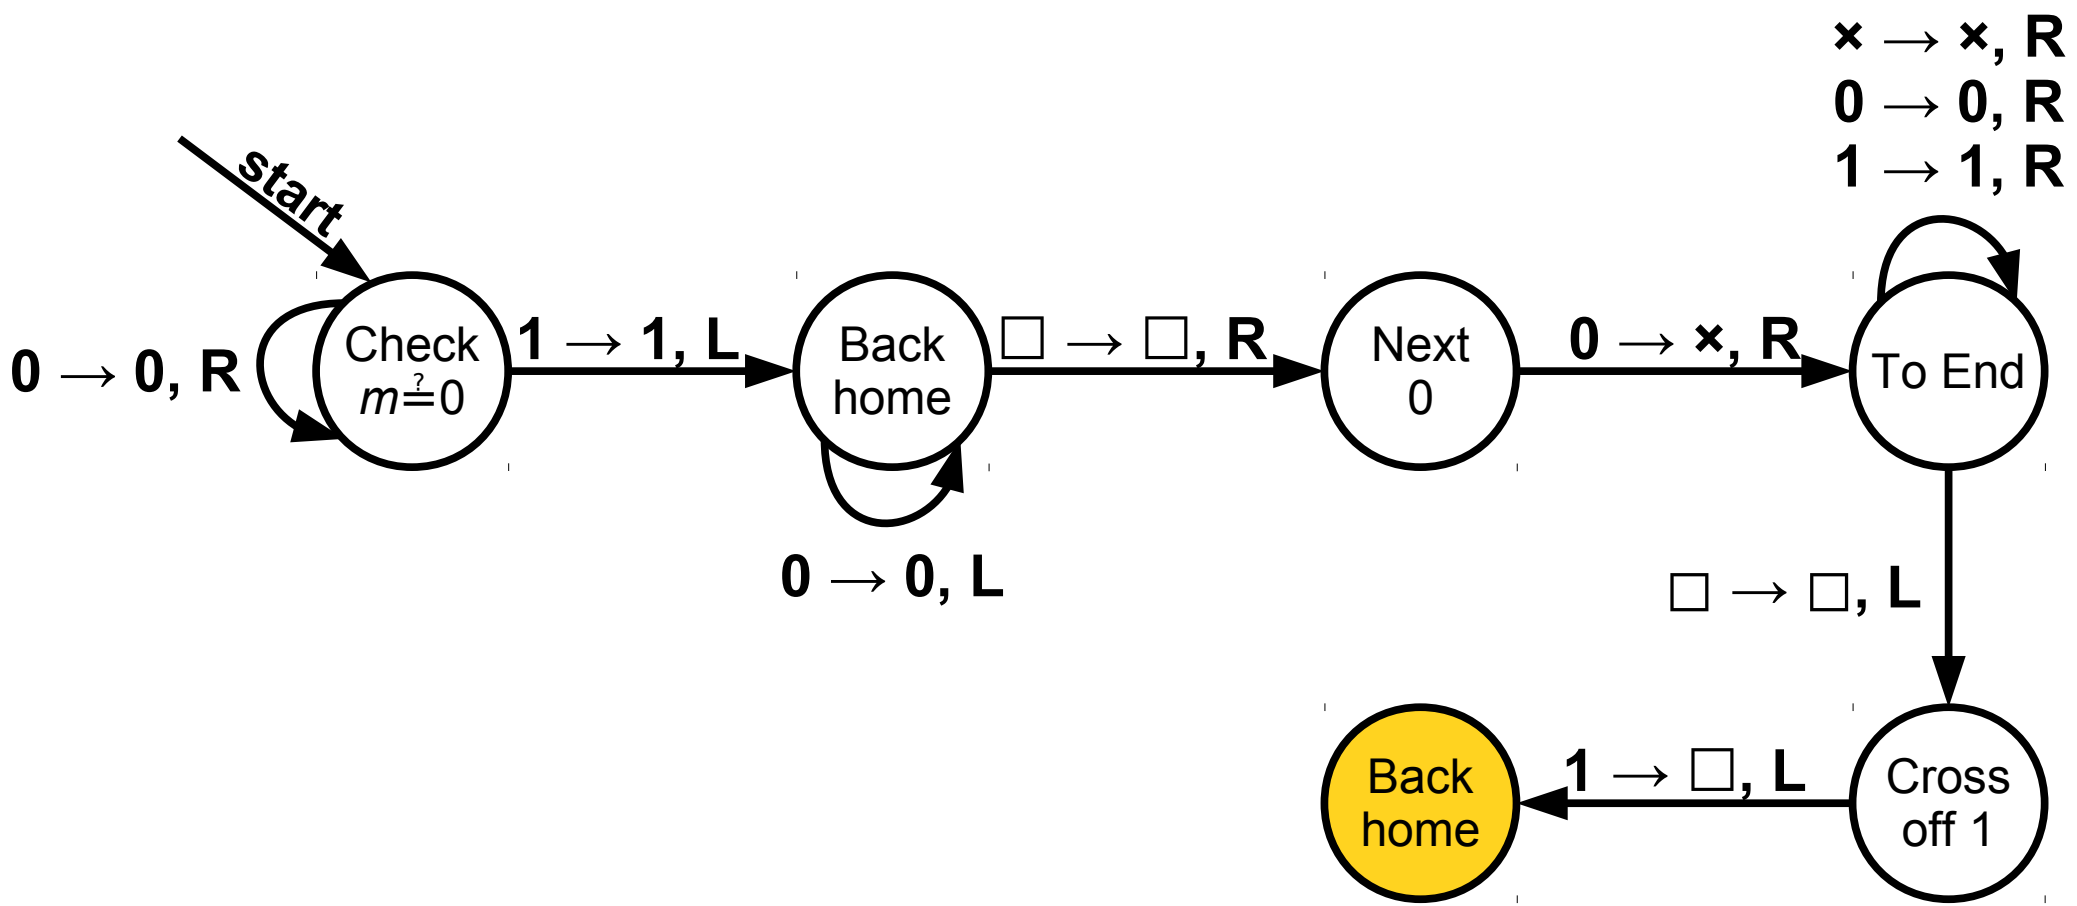 × → ×, R
0 → 0, R
1 → 1, R
start
0 → 0, R
Check
m≟0
1 → 1, L
Back
home
□ → □, R
Next
0
0 → ×, R
To End
0 → 0, L
□ → □, L
Back
home
1 → □, L
Cross
off 1